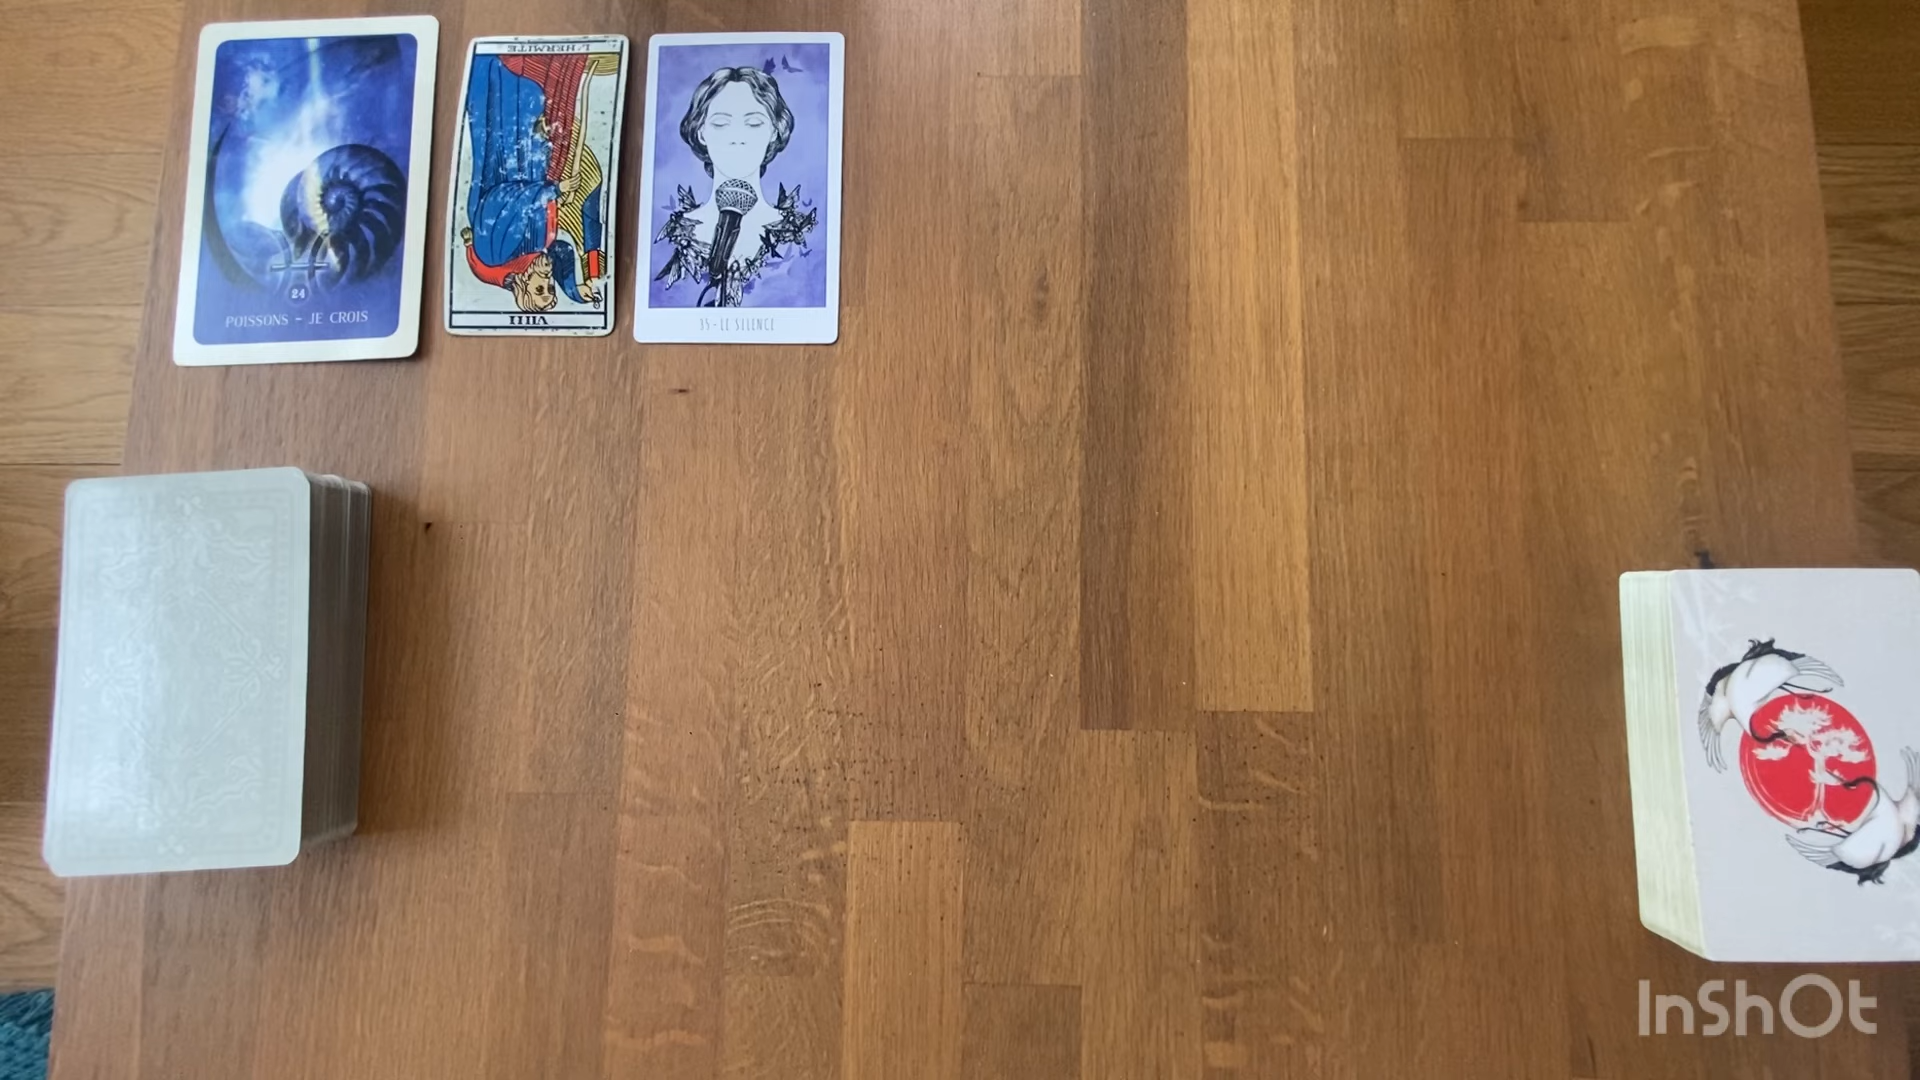 24
POISSONS - JE CROIS
L'HERMITE
VIIII
35 - LE SILENCE
InShOt